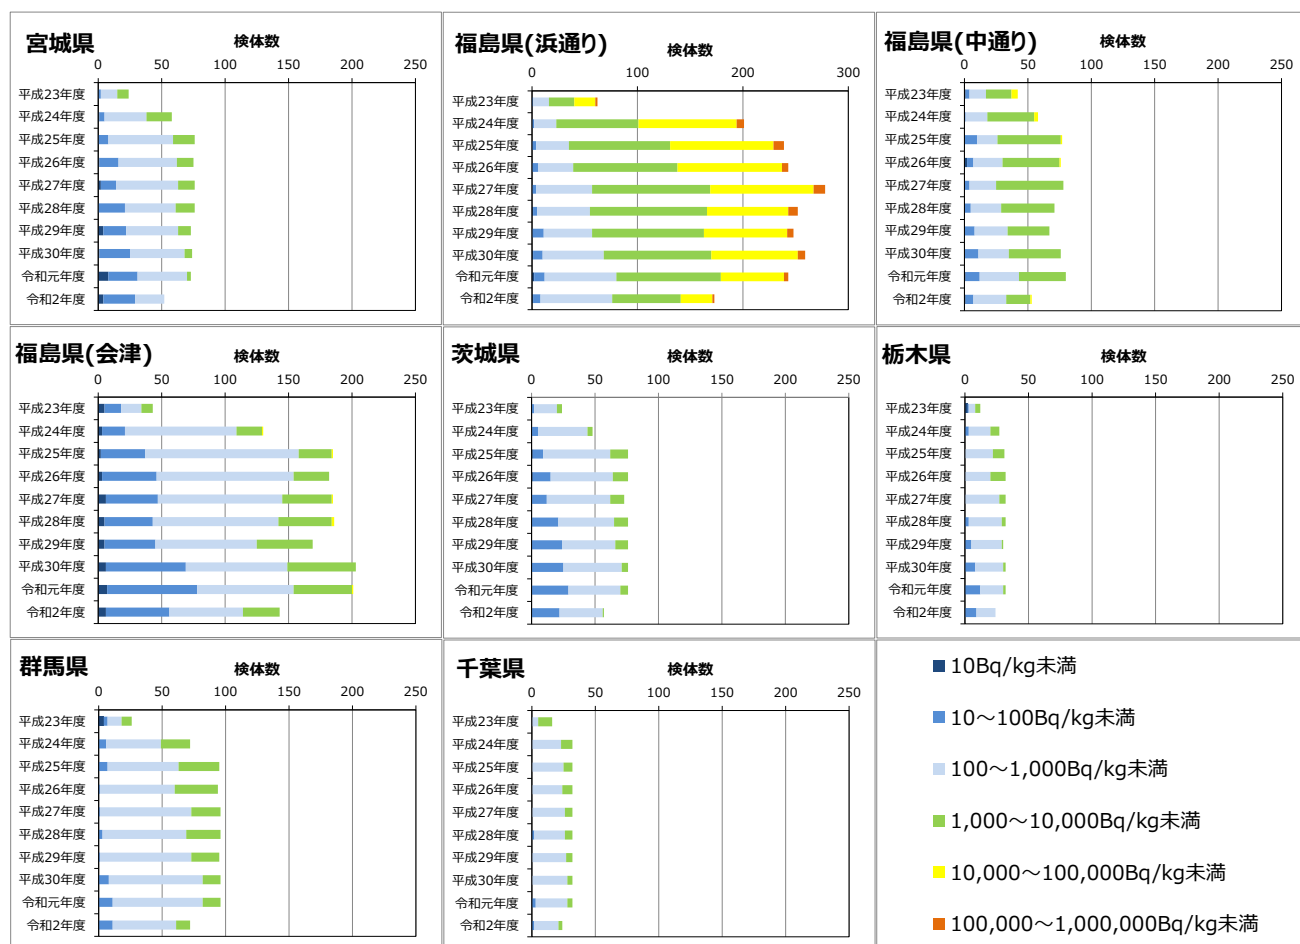 宮城県
検体数
0 50 100 150 200 250
平成23年度
平成24年度
平成25年度
平成26年度
平成27年度
平成28年度
平成29年度
平成30年度
令和元年度
令和2年度
福島県(浜通り)
検体数
0 100 200 300
平成23年度
平成24年度
平成25年度
平成26年度
平成27年度
平成28年度
平成29年度
平成30年度
令和元年度
令和2年度
福島県(中通り)
検体数
0 50 100 150 200 250
平成23年度
平成24年度
平成25年度
平成26年度
平成27年度
平成28年度
平成29年度
平成30年度
令和元年度
令和2年度
福島県(会津)
検体数
0 50 100 150 200 250
平成23年度
平成24年度
平成25年度
平成26年度
平成27年度
平成28年度
平成29年度
平成30年度
令和元年度
令和2年度
茨城県
検体数
0 50 100 150 200 250
平成23年度
平成24年度
平成25年度
平成26年度
平成27年度
平成28年度
平成29年度
平成30年度
令和元年度
令和2年度
栃木県
検体数
0 50 100 150 200 250
平成23年度
平成24年度
平成25年度
平成26年度
平成27年度
平成28年度
平成29年度
平成30年度
令和元年度
令和2年度
群馬県
検体数
0 50 100 150 200 250
平成23年度
平成24年度
平成25年度
平成26年度
平成27年度
平成28年度
平成29年度
平成30年度
令和元年度
令和2年度
千葉県
検体数
0 50 100 150 200 250
平成23年度
平成24年度
平成25年度
平成26年度
平成27年度
平成28年度
平成29年度
平成30年度
令和元年度
令和2年度
10Bq/kg未満
10～100Bq/kg未満
100～1,000Bq/kg未満
1,000～10,000Bq/kg未満
10,000～100,000Bq/kg未満
100,000～1,000,000Bq/kg未満